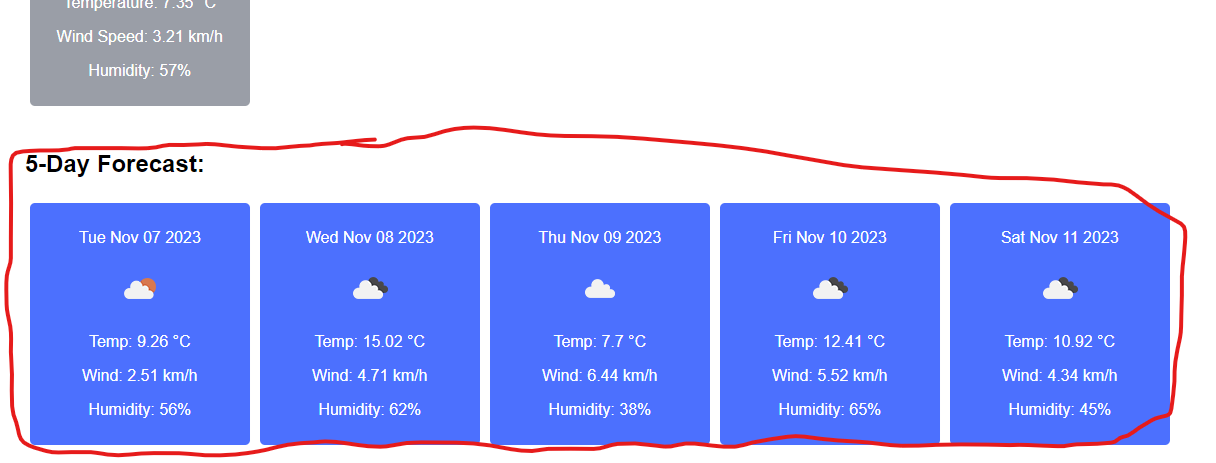 Temperature: 7.35 °C
Wind Speed: 3.21 km/h
Humidity: 57%
5-Day Forecast:
Tue Nov 07 2023
Temp: 9.26 °C
Wind: 2.51 km/h
Humidity: 56%
Wed Nov 08 2023
Temp: 15.02 °C
Wind: 4.71 km/h
Humidity: 62%
Thu Nov 09 2023
Temp: 7.7 °C
Wind: 6.44 km/h
Humidity: 38%
Fri Nov 10 2023
Temp: 12.41 °C
Wind: 5.52 km/h
Humidity: 65%
Sat Nov 11 2023
Temp: 10.92 °C
Wind: 4.34 km/h
Humidity: 45%